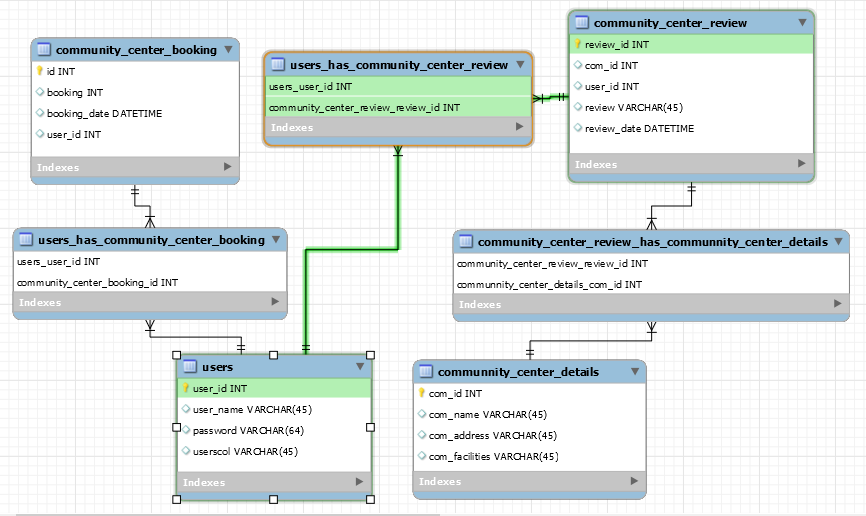 community_center_booking
id INT
booking INT
booking_date DATETIME
user_id INT
Indexes
users_has_community_center_review
users_user_id INT
community_center_review_review_id INT
Indexes
community_center_review
review_id INT
com_id INT
user_id INT
review VARCHAR(45)
review_date DATETIME
Indexes
users_has_community_center_booking
users_user_id INT
community_center_booking_id INT
Indexes
community_center_review_has_communnity_center_details
community_center_review_review_id INT
communnity_center_details_com_id INT
Indexes
users
user_id INT
user_name VARCHAR(45)
password VARCHAR(64)
userscol VARCHAR(45)
Indexes
communnity_center_details
com_id INT
com_name VARCHAR(45)
com_address VARCHAR(45)
com_facilities VARCHAR(45)
Indexes